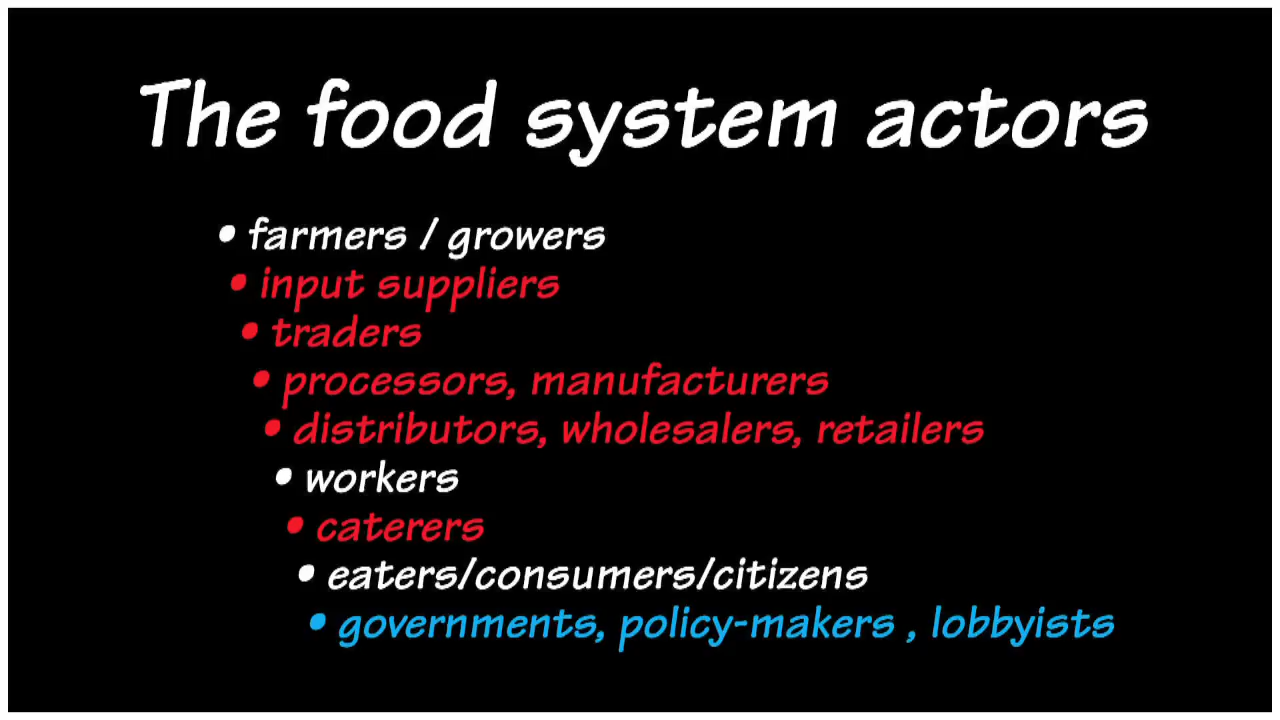 The food system actors
• farmers / growers
• input suppliers
• traders
• processors, manufacturers
• distributors, wholesalers, retailers
• workers
• caterers
• eaters/consumers/citizens
• governments, policy-makers , lobbyists